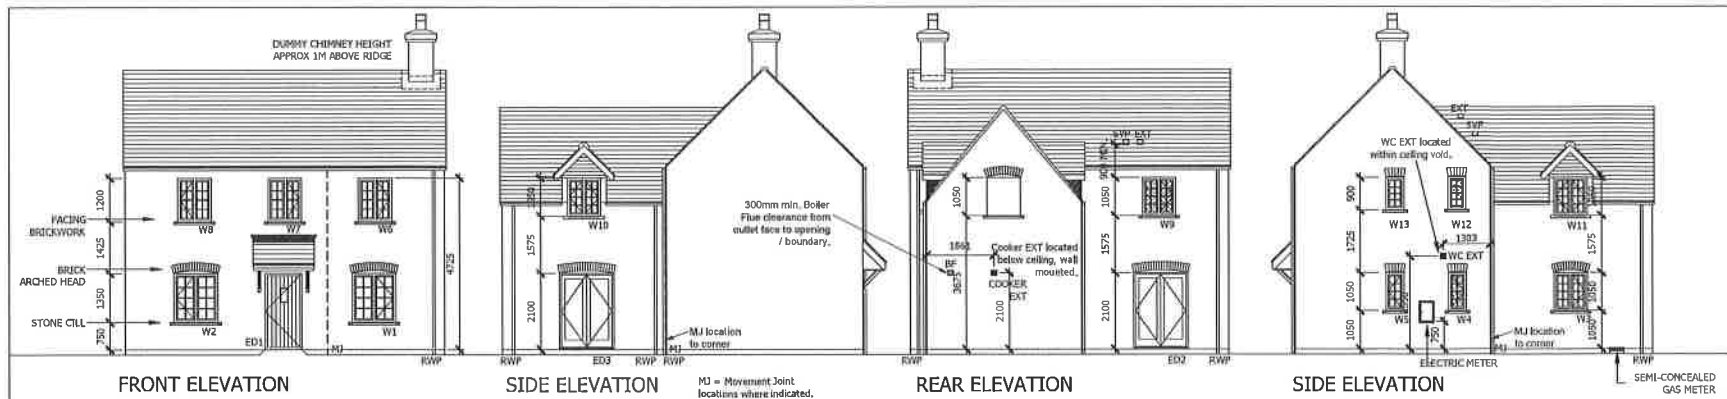 DUMMY CHIMNEY HEIGHT
APPROX 1M ABOVE RIDGE
1200
FACING
BRICKWORK
1425
BRICK
ARCHED HEAD
1350
STONE CILL
750
W8
W7
W6
4725
W2
W1
ED1
MJ
RWP
FRONT ELEVATION
W10
1575
2100
MJ location
to corner
MJ
RWP
ED3
RWP
RWP
SIDE ELEVATION
MJ = Movement Joint
locations where indicated.
SVP EXT
1050
1050
W9
300mm min. Boiler
Flue clearance from
outlet face to opening
/ boundary.
1661
Cooker EXT located
below ceiling, wall
mounted.
BF
COOKER
EXT
3675
2100
1575
2100
RWP
ED2
RWP
REAR ELEVATION
EXT
SVP
WC EXT located
within ceiling void.
900
W13
W12
W11
1725
1303
1575
WC EXT
1050
1050
W5
W4
W3
1050
750
1050
MJ location
to corner
MJ
RWP
ELECTRIC METER
SEMI-CONCEALED
GAS METER
SIDE ELEVATION